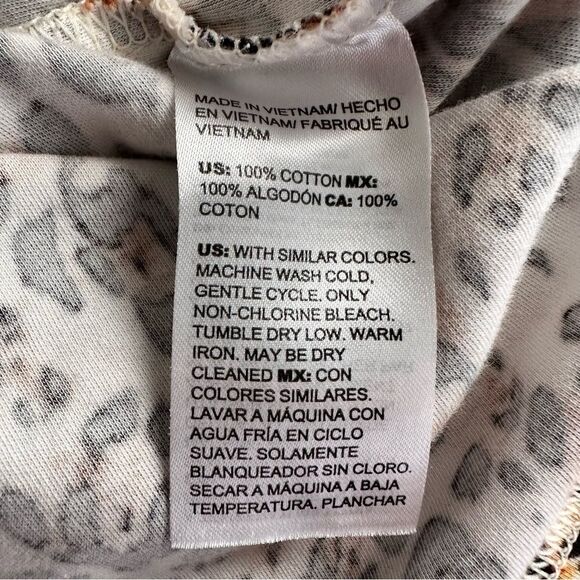 MADE IN VIETNAM/ HECHO
EN VIETNAM/ FABRIQUÉ AU
VIETNAM
US: 100% COTTON MX:
100% ALGODÓN CA: 100%
COTON
US: WITH SIMILAR COLORS.
MACHINE WASH COLD,
GENTLE CYCLE. ONLY
NON-CHLORINE BLEACH.
TUMBLE DRY LOW. WARM
IRON. MAY BE DRY
CLEANED MX: CON
COLORES SIMILARES.
LAVAR A MÁQUINA CON
AGUA FRÍA EN CICLO
SUAVE. SOLAMENTE
BLANQUEADOR SIN CLORO.
SECAR A MÁQUINA A BAJA
TEMPERATURA. PLANCHAR